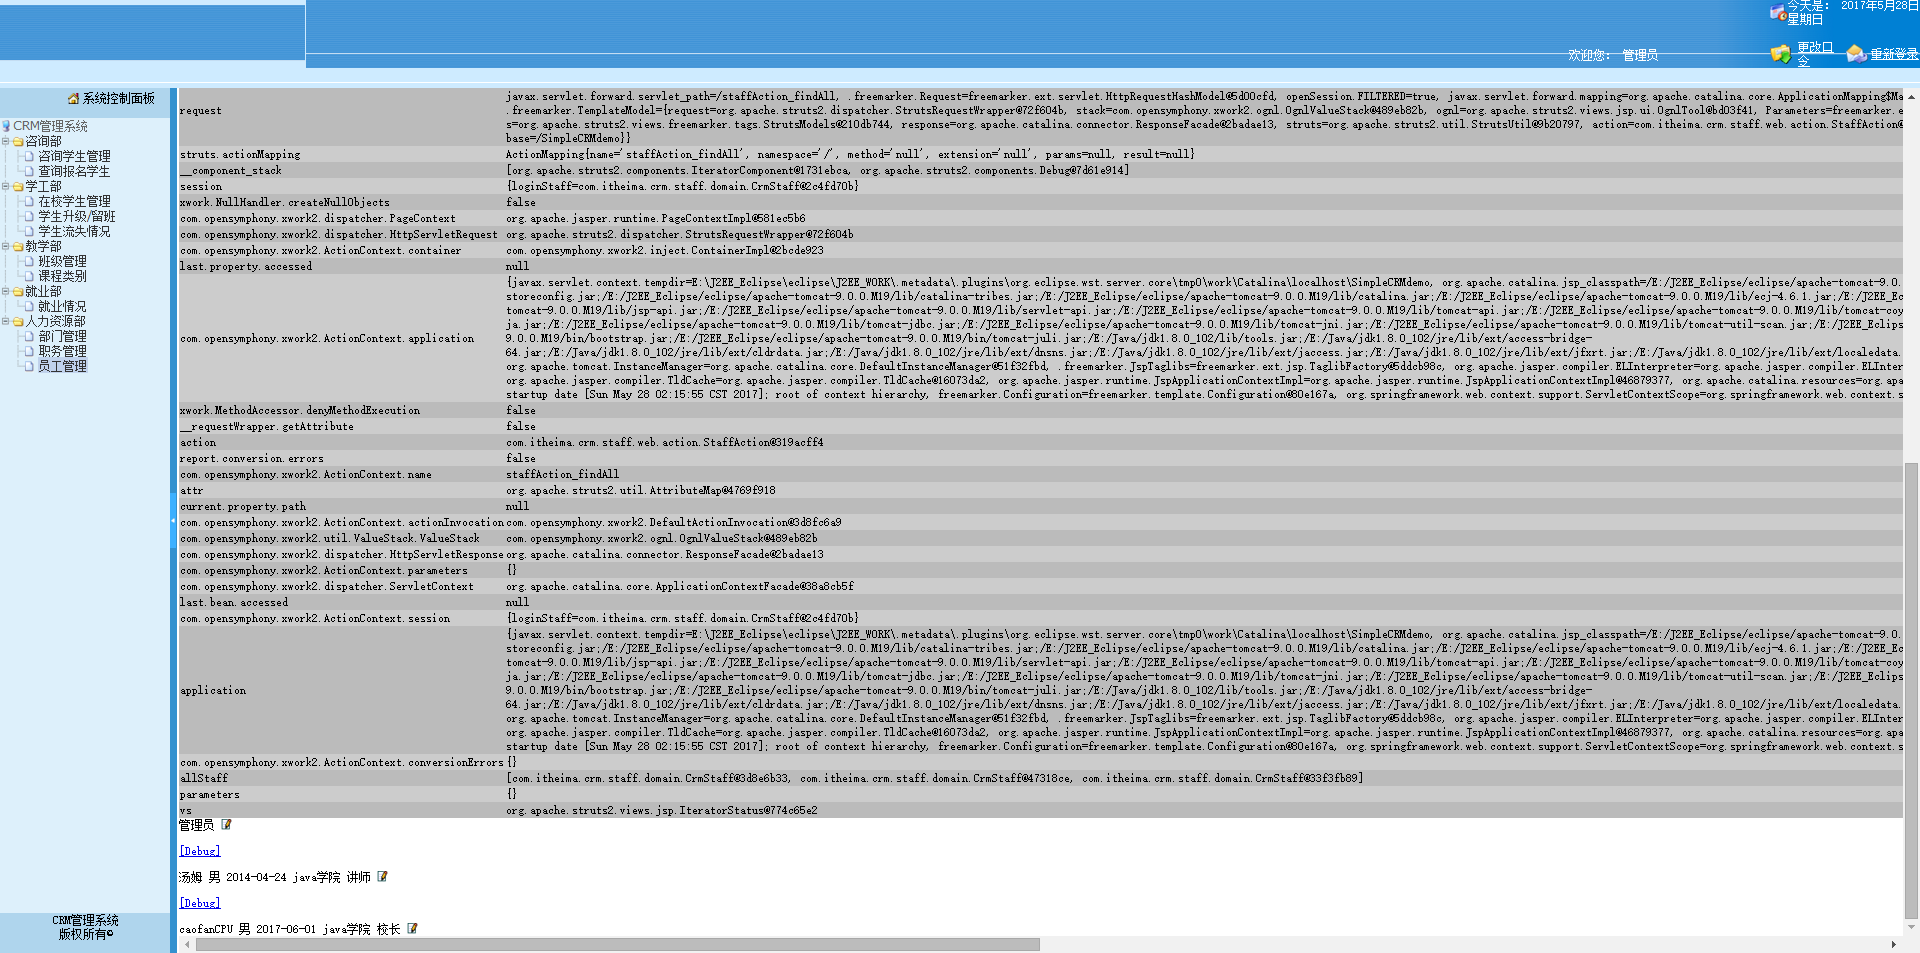 今天是： 2017年5月28日
星期日
欢迎您： 管理员
更改口
令
重新登录
系统控制面板
CRM管理系统
咨询部
咨询学生管理
查询报名学生
学工部
在校学生管理
学生升级/留班
学生流失情况
教学部
班级管理
课程类别
就业部
就业情况
人力资源部
部门管理
职务管理
员工管理
CRM管理系统
版权所有©
request
javax.servlet.forward.servlet_path=/staffAction_findAll, .freemarker.Request=freemarker.ext.servlet.HttpRequestHashModel@5d00cfd, openSession.FILTERED=true, javax.servlet.forward.mapping=org.apache.catalina.core.ApplicationMapping$Ma
.freemarker.TemplateModel={request=org.apache.struts2.dispatcher.StrutsRequestWrapper@72f604b, stack=com.opensymphony.xwork2.ognl.OgnlValueStack@489eb82b, ognl=org.apache.struts2.views.jsp.ui.OgnlTool@bd03f41, Parameters=freemarker.e
s=org.apache.struts2.views.freemarker.tags.StrutsModels@210db744, response=org.apache.catalina.connector.ResponseFacade@2badae13, struts=org.apache.struts2.util.StrutsUtil@9b20797, action=com.itheima.crm.staff.web.action.StaffAction@
base=/SimpleCRMdemo}}
struts.actionMapping ActionMapping{name='staffAction_findAll', namespace='/', method='null', extension='null', params=null, result=null}
__component_stack [org.apache.struts2.components.IteratorComponent@1731ebca, org.apache.struts2.components.Debug@7d61e914]
session {loginStaff=com.itheima.crm.staff.domain.CrmStaff@2c4fd70b}
xwork.NullHandler.createNullObjects false
com.opensymphony.xwork2.dispatcher.PageContext org.apache.jasper.runtime.PageContextImpl@581ec5b6
com.opensymphony.xwork2.dispatcher.HttpServletRequest org.apache.struts2.dispatcher.StrutsRequestWrapper@72f604b
com.opensymphony.xwork2.ActionContext.container com.opensymphony.xwork2.inject.ContainerImpl@2bcde923
last.property.accessed null
com.opensymphony.xwork2.ActionContext.application
{javax.servlet.context.tempdir=E:\J2EE_Eclipse\eclipse\J2EE_WORK\.metadata\.plugins\org.eclipse.wst.server.core\tmp0\work\Catalina\localhost\SimpleCRMdemo, org.apache.catalina.jsp_classpath=/E:/J2EE_Eclipse/eclipse/apache-tomcat-9.0.
storeconfig.jar;/E:/J2EE_Eclipse/eclipse/apache-tomcat-9.0.0.M19/lib/catalina-tribes.jar;/E:/J2EE_Eclipse/eclipse/apache-tomcat-9.0.0.M19/lib/catalina.jar;/E:/J2EE_Eclipse/eclipse/apache-tomcat-9.0.0.M19/lib/ecj-4.6.1.jar;/E:/J2EE_Ec
tomcat-9.0.0.M19/lib/jsp-api.jar;/E:/J2EE_Eclipse/eclipse/apache-tomcat-9.0.0.M19/lib/servlet-api.jar;/E:/J2EE_Eclipse/eclipse/apache-tomcat-9.0.0.M19/lib/tomcat-api.jar;/E:/J2EE_Eclipse/eclipse/apache-tomcat-9.0.0.M19/lib/tomcat-coy
ja.jar;/E:/J2EE_Eclipse/eclipse/apache-tomcat-9.0.0.M19/lib/tomcat-jdbc.jar;/E:/J2EE_Eclipse/eclipse/apache-tomcat-9.0.0.M19/lib/tomcat-jni.jar;/E:/J2EE_Eclipse/eclipse/apache-tomcat-9.0.0.M19/lib/tomcat-util-scan.jar;/E:/J2EE_Eclips
9.0.0.M19/bin/bootstrap.jar;/E:/J2EE_Eclipse/eclipse/apache-tomcat-9.0.0.M19/bin/tomcat-juli.jar;/E:/Java/jdk1.8.0_102/lib/tools.jar;/E:/Java/jdk1.8.0_102/jre/lib/ext/access-bridge-
64.jar;/E:/Java/jdk1.8.0_102/jre/lib/ext/cldrdata.jar;/E:/Java/jdk1.8.0_102/jre/lib/ext/dnsns.jar;/E:/Java/jdk1.8.0_102/jre/lib/ext/jaccess.jar;/E:/Java/jdk1.8.0_102/jre/lib/ext/jfxrt.jar;/E:/Java/jdk1.8.0_102/jre/lib/ext/localedata.
org.apache.tomcat.InstanceManager=org.apache.catalina.core.DefaultInstanceManager@51f32fbd, .freemarker.JspTaglibs=freemarker.ext.jsp.TaglibFactory@5ddcb98c, org.apache.jasper.compiler.ELInterpreter=org.apache.jasper.compiler.ELInter
org.apache.jasper.compiler.TldCache=org.apache.jasper.compiler.TldCache@16073da2, org.apache.jasper.runtime.JspApplicationContextImpl=org.apache.jasper.runtime.JspApplicationContextImpl@46879377, org.apache.catalina.resources=org.apa
startup date [Sun May 28 02:15:55 CST 2017]; root of context hierarchy, freemarker.Configuration=freemarker.template.Configuration@80e167a, org.springframework.web.context.support.ServletContextScope=org.springframework.web.context.s
xwork.MethodAccessor.denyMethodExecution false
__requestWrapper.getAttribute false
action com.itheima.crm.staff.web.action.StaffAction@319acff4
report.conversion.errors false
com.opensymphony.xwork2.ActionContext.name staffAction_findAll
attr org.apache.struts2.util.AttributeMap@4769f918
current.property.path null
com.opensymphony.xwork2.ActionContext.actionInvocation com.opensymphony.xwork2.DefaultActionInvocation@3d8fc6a9
com.opensymphony.xwork2.util.ValueStack.ValueStack com.opensymphony.xwork2.ognl.OgnlValueStack@489eb82b
com.opensymphony.xwork2.dispatcher.HttpServletResponse org.apache.catalina.connector.ResponseFacade@2badae13
com.opensymphony.xwork2.ActionContext.parameters {}
com.opensymphony.xwork2.dispatcher.ServletContext org.apache.catalina.core.ApplicationContextFacade@38a8cb5f
last.bean.accessed null
com.opensymphony.xwork2.ActionContext.session {loginStaff=com.itheima.crm.staff.domain.CrmStaff@2c4fd70b}
application
{javax.servlet.context.tempdir=E:\J2EE_Eclipse\eclipse\J2EE_WORK\.metadata\.plugins\org.eclipse.wst.server.core\tmp0\work\Catalina\localhost\SimpleCRMdemo, org.apache.catalina.jsp_classpath=/E:/J2EE_Eclipse/eclipse/apache-tomcat-9.0.
storeconfig.jar;/E:/J2EE_Eclipse/eclipse/apache-tomcat-9.0.0.M19/lib/catalina-tribes.jar;/E:/J2EE_Eclipse/eclipse/apache-tomcat-9.0.0.M19/lib/catalina.jar;/E:/J2EE_Eclipse/eclipse/apache-tomcat-9.0.0.M19/lib/ecj-4.6.1.jar;/E:/J2EE_Ec
tomcat-9.0.0.M19/lib/jsp-api.jar;/E:/J2EE_Eclipse/eclipse/apache-tomcat-9.0.0.M19/lib/servlet-api.jar;/E:/J2EE_Eclipse/eclipse/apache-tomcat-9.0.0.M19/lib/tomcat-api.jar;/E:/J2EE_Eclipse/eclipse/apache-tomcat-9.0.0.M19/lib/tomcat-coy
ja.jar;/E:/J2EE_Eclipse/eclipse/apache-tomcat-9.0.0.M19/lib/tomcat-jdbc.jar;/E:/J2EE_Eclipse/eclipse/apache-tomcat-9.0.0.M19/lib/tomcat-jni.jar;/E:/J2EE_Eclipse/eclipse/apache-tomcat-9.0.0.M19/lib/tomcat-util-scan.jar;/E:/J2EE_Eclips
9.0.0.M19/bin/bootstrap.jar;/E:/J2EE_Eclipse/eclipse/apache-tomcat-9.0.0.M19/bin/tomcat-juli.jar;/E:/Java/jdk1.8.0_102/lib/tools.jar;/E:/Java/jdk1.8.0_102/jre/lib/ext/access-bridge-
64.jar;/E:/Java/jdk1.8.0_102/jre/lib/ext/cldrdata.jar;/E:/Java/jdk1.8.0_102/jre/lib/ext/dnsns.jar;/E:/Java/jdk1.8.0_102/jre/lib/ext/jaccess.jar;/E:/Java/jdk1.8.0_102/jre/lib/ext/jfxrt.jar;/E:/Java/jdk1.8.0_102/jre/lib/ext/localedata.
org.apache.tomcat.InstanceManager=org.apache.catalina.core.DefaultInstanceManager@51f32fbd, .freemarker.JspTaglibs=freemarker.ext.jsp.TaglibFactory@5ddcb98c, org.apache.jasper.compiler.ELInterpreter=org.apache.jasper.compiler.ELInter
org.apache.jasper.compiler.TldCache=org.apache.jasper.compiler.TldCache@16073da2, org.apache.jasper.runtime.JspApplicationContextImpl=org.apache.jasper.runtime.JspApplicationContextImpl@46879377, org.apache.catalina.resources=org.apa
startup date [Sun May 28 02:15:55 CST 2017]; root of context hierarchy, freemarker.Configuration=freemarker.template.Configuration@80e167a, org.springframework.web.context.support.ServletContextScope=org.springframework.web.context.s
com.opensymphony.xwork2.ActionContext.conversionErrors {}
allStaff [com.itheima.crm.staff.domain.CrmStaff@3d8e6b33, com.itheima.crm.staff.domain.CrmStaff@47318ce, com.itheima.crm.staff.domain.CrmStaff@33f3fb89]
parameters {}
vs org.apache.struts2.views.jsp.IteratorStatus@774c65e2
管理员
[Debug]
汤姆 男 2014-04-24 java学院 讲师
[Debug]
caofanCPU 男 2017-06-01 java学院 校长